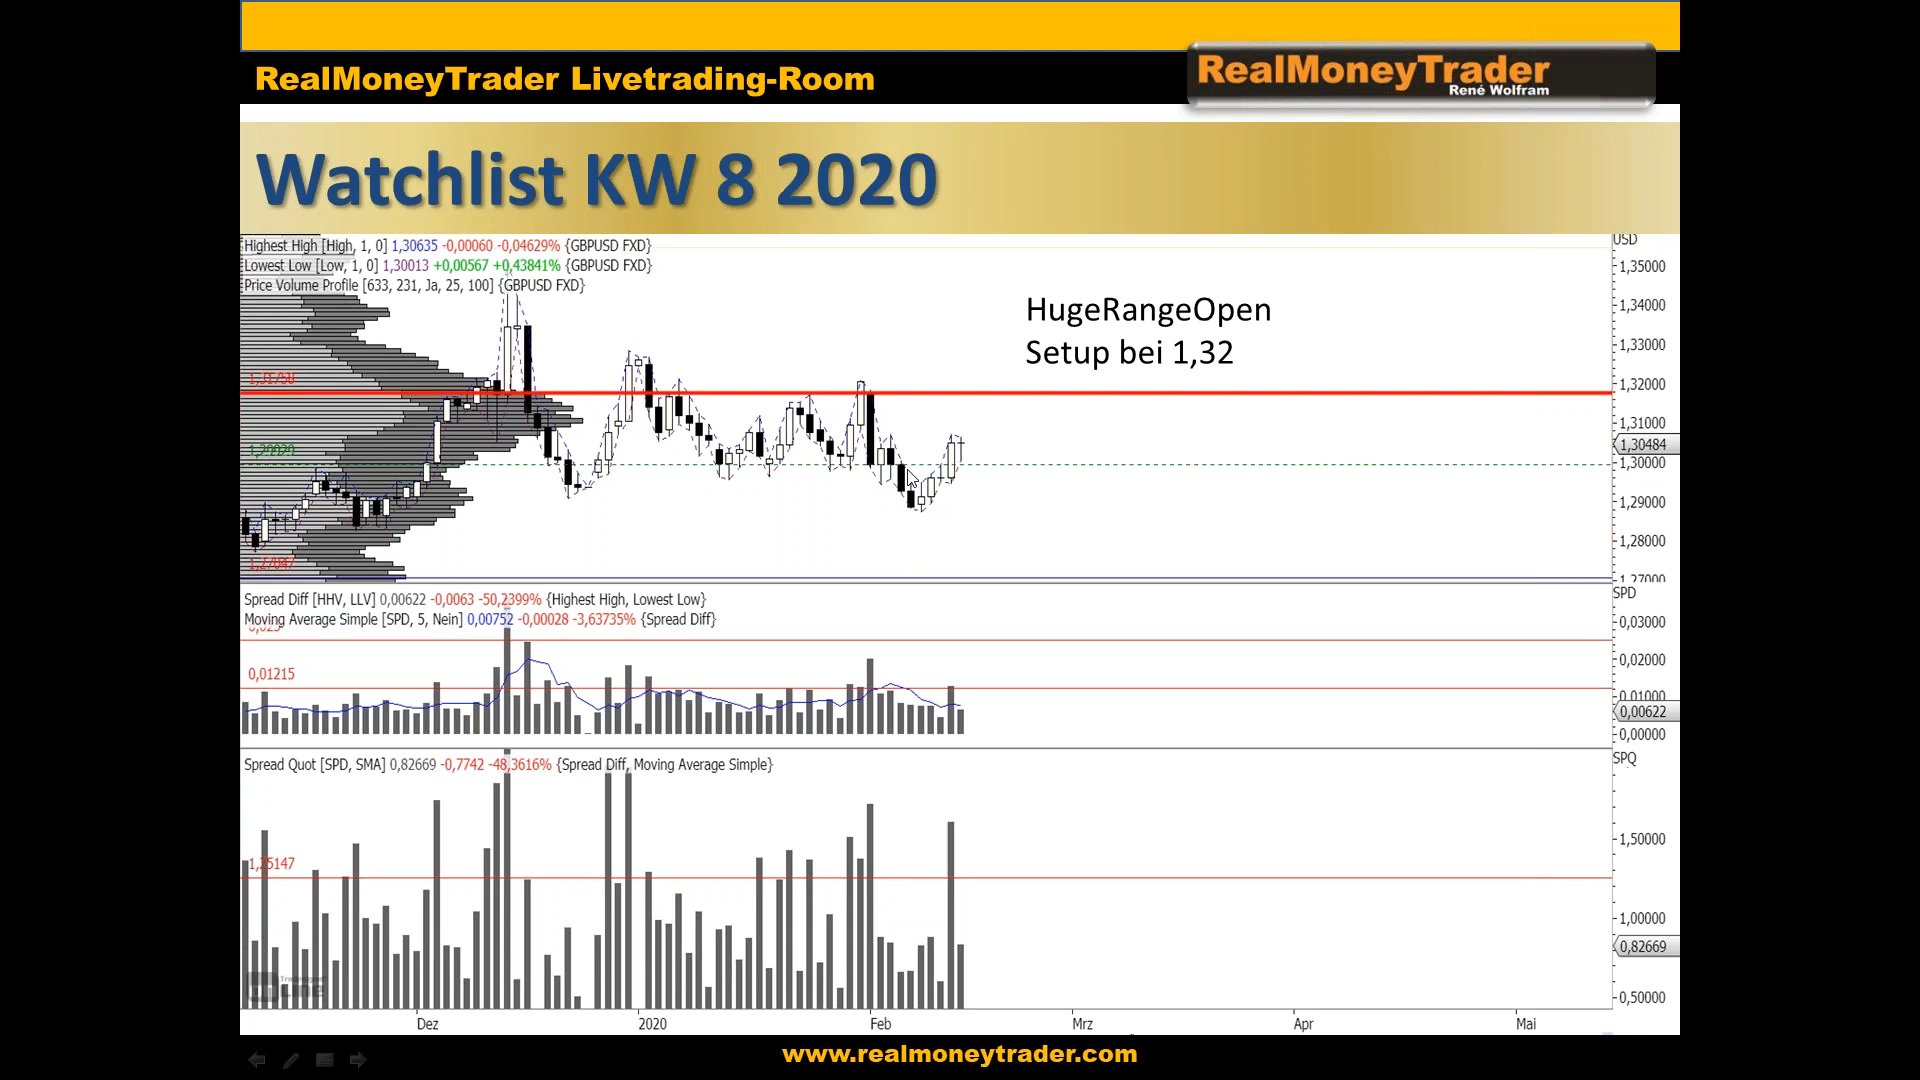 RealMoneyTrader Livetrading-Room
RealMoneyTrader
René Wolfram
Watchlist KW 8 2020
Highest High [High, 1, 0] 1,30635 -0,00060 -0,04629% {GBPUSD FXD}
Lowest Low [Low, 1, 0] 1,30013 +0,00567 +0,43841% {GBPUSD FXD}
Price Volume Profile [633, 231, Ja, 25, 100] {GBPUSD FXD}
HugeRangeOpen
Setup bei 1,32
USD
1,35000
1,34000
1,33000
1,32000
1,31000
1,30484
1,30000
1,29000
1,28000
1,27000
Spread Diff [HHV, LLV] 0,00622 -0,0063 -50,2399% {Highest High, Lowest Low}
Moving Average Simple [SPD, 5, Nein] 0,00752 -0,00028 -3,63735% {Spread Diff}
0,01215
SPD
0,03000
0,02000
0,01000
0,00622
0,00000
Spread Quot [SPD, SMA] 0,82669 -0,7742 -48,3616% {Spread Diff, Moving Average Simple}
SPQ
1,50000
1,00000
0,82669
0,50000
Dez 2020 Feb Mrz Apr Mai
www.realmoneytrader.com